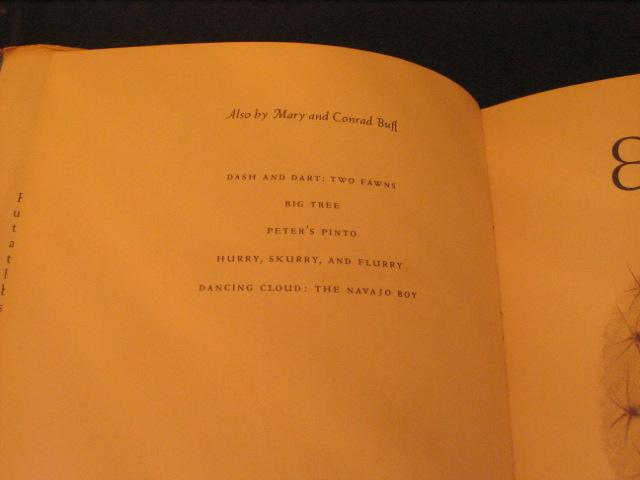 Also by Mary and Conrad Buff
DASH AND DART: TWO FAWNS
BIG TREE
PETER'S PINTO
HURRY, SKURRY, AND FLURRY
DANCING CLOUD: THE NAVAJO BOY